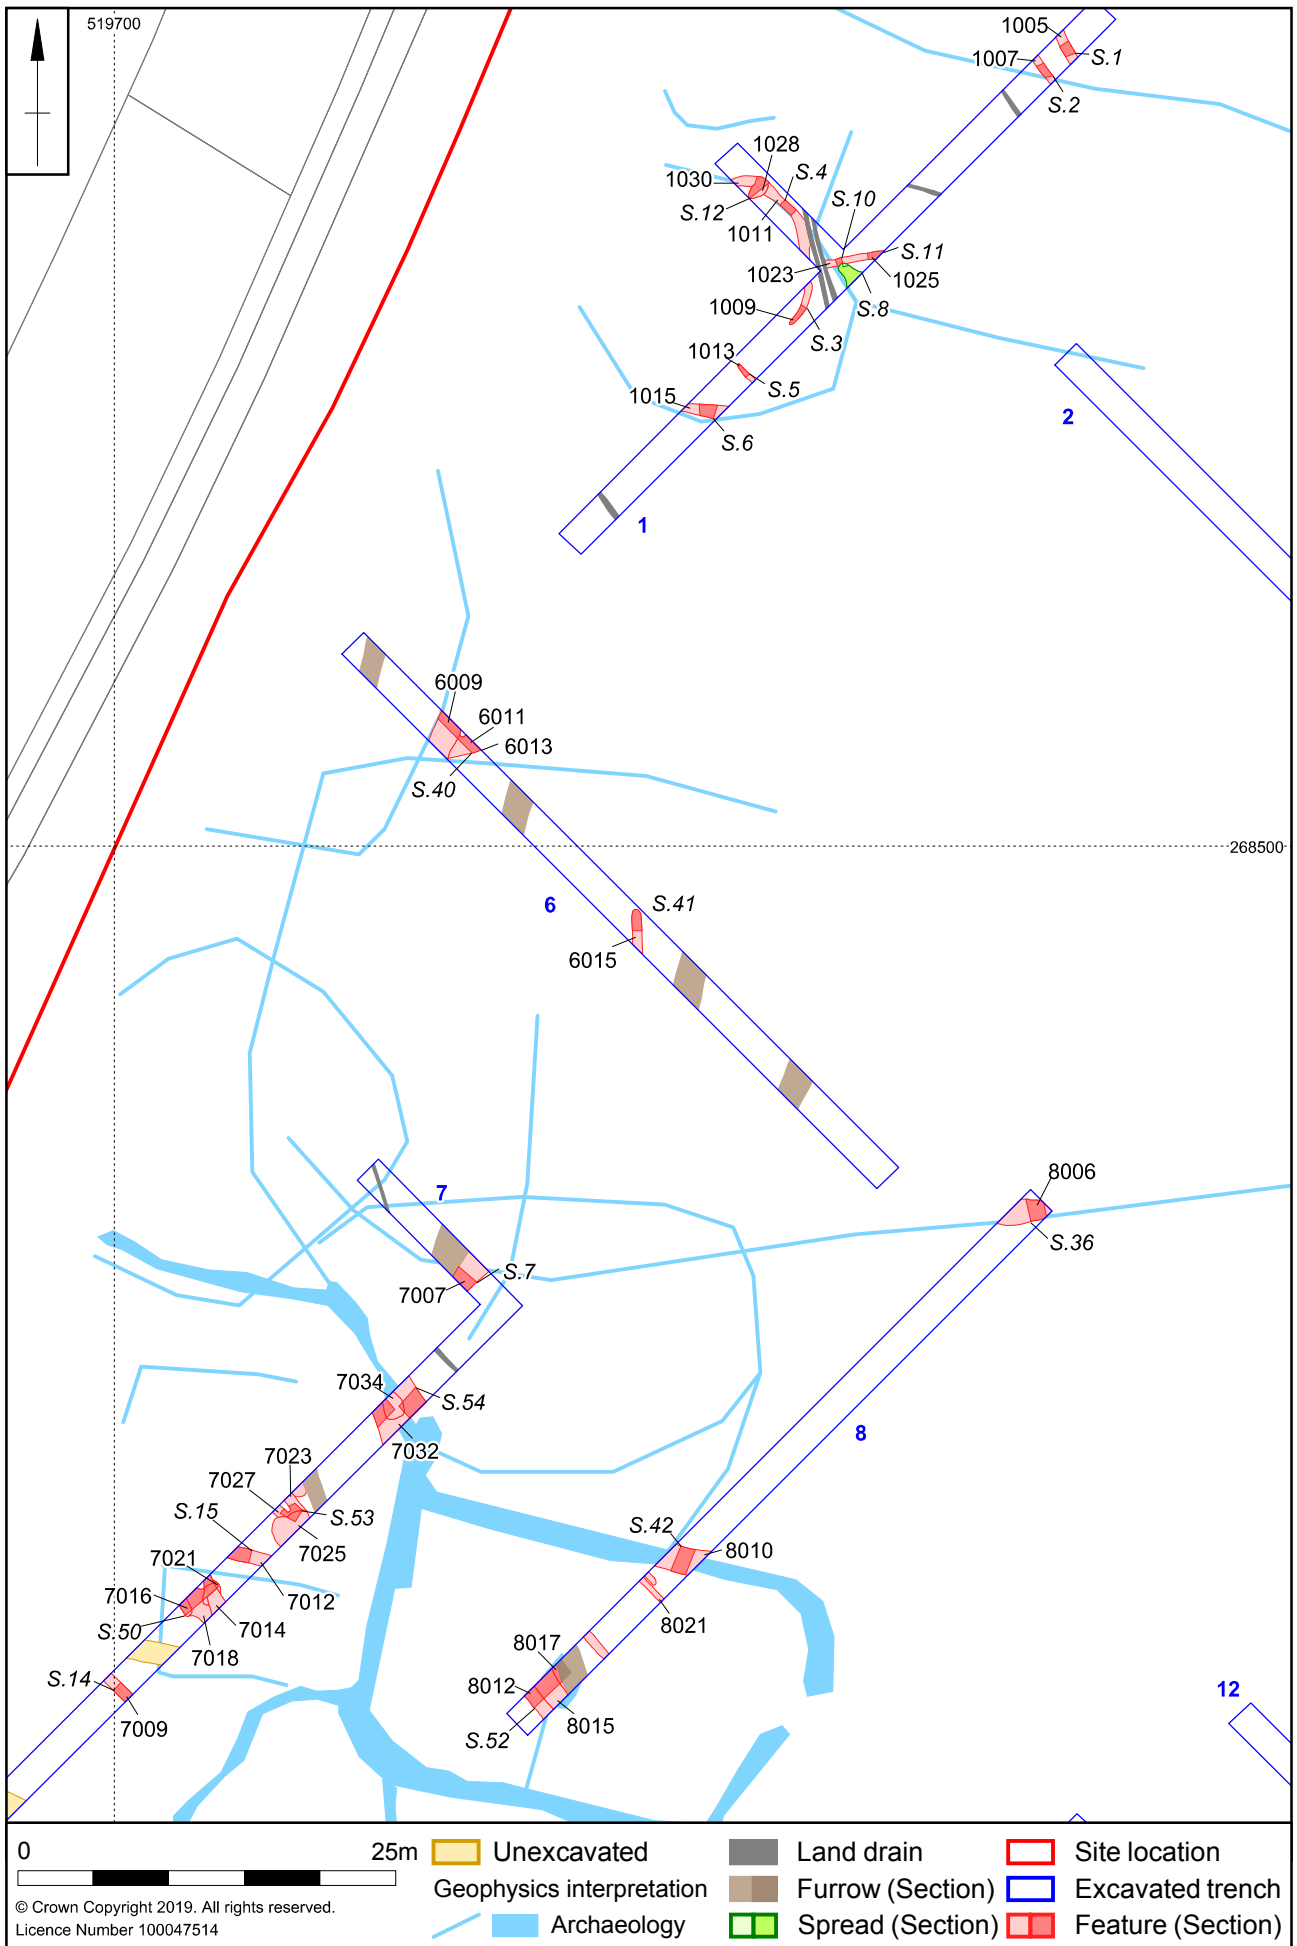 519700
1005
S.1
1007
S.2
1028
S.4
1030
S.10
S.12
1011
S.11
1023
1025
1009
S.8
S.3
1013
S.5
1015
S.6
2
1
6009
6011
6013
S.40
268500
6
S.41
6015
7
8006
S.36
S.7
7007
7034
S.54
7032
8
7023
7027
S.15
S.53
7025
S.42
8010
7021
7016
7012
8021
S.50
7014
7018
8017
S.14
8012
12
7009
8015
S.52
0 25m
© Crown Copyright 2019. All rights reserved.
Licence Number 100047514
Unexcavated
Geophysics interpretation
Archaeology
Land drain
Furrow (Section)
Spread (Section)
Site location
Excavated trench
Feature (Section)